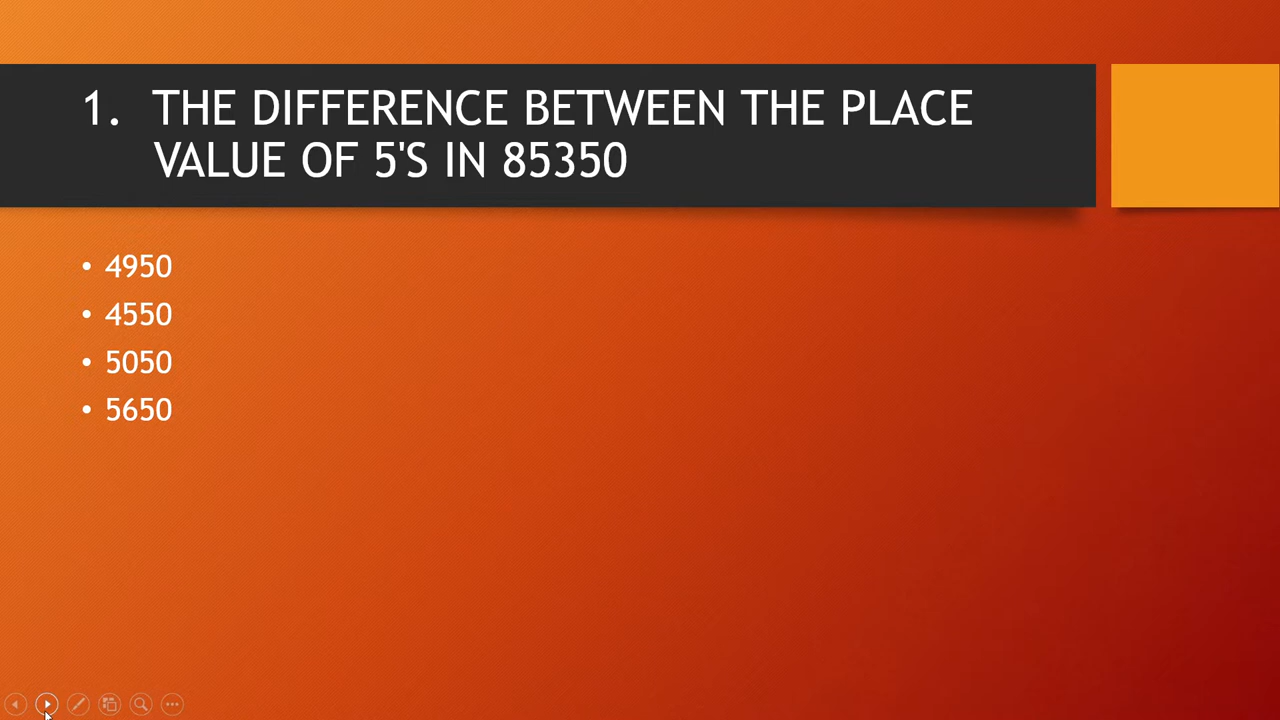 1. THE DIFFERENCE BETWEEN THE PLACE
VALUE OF 5'S IN 85350
• 4950
• 4550
• 5050
• 5650